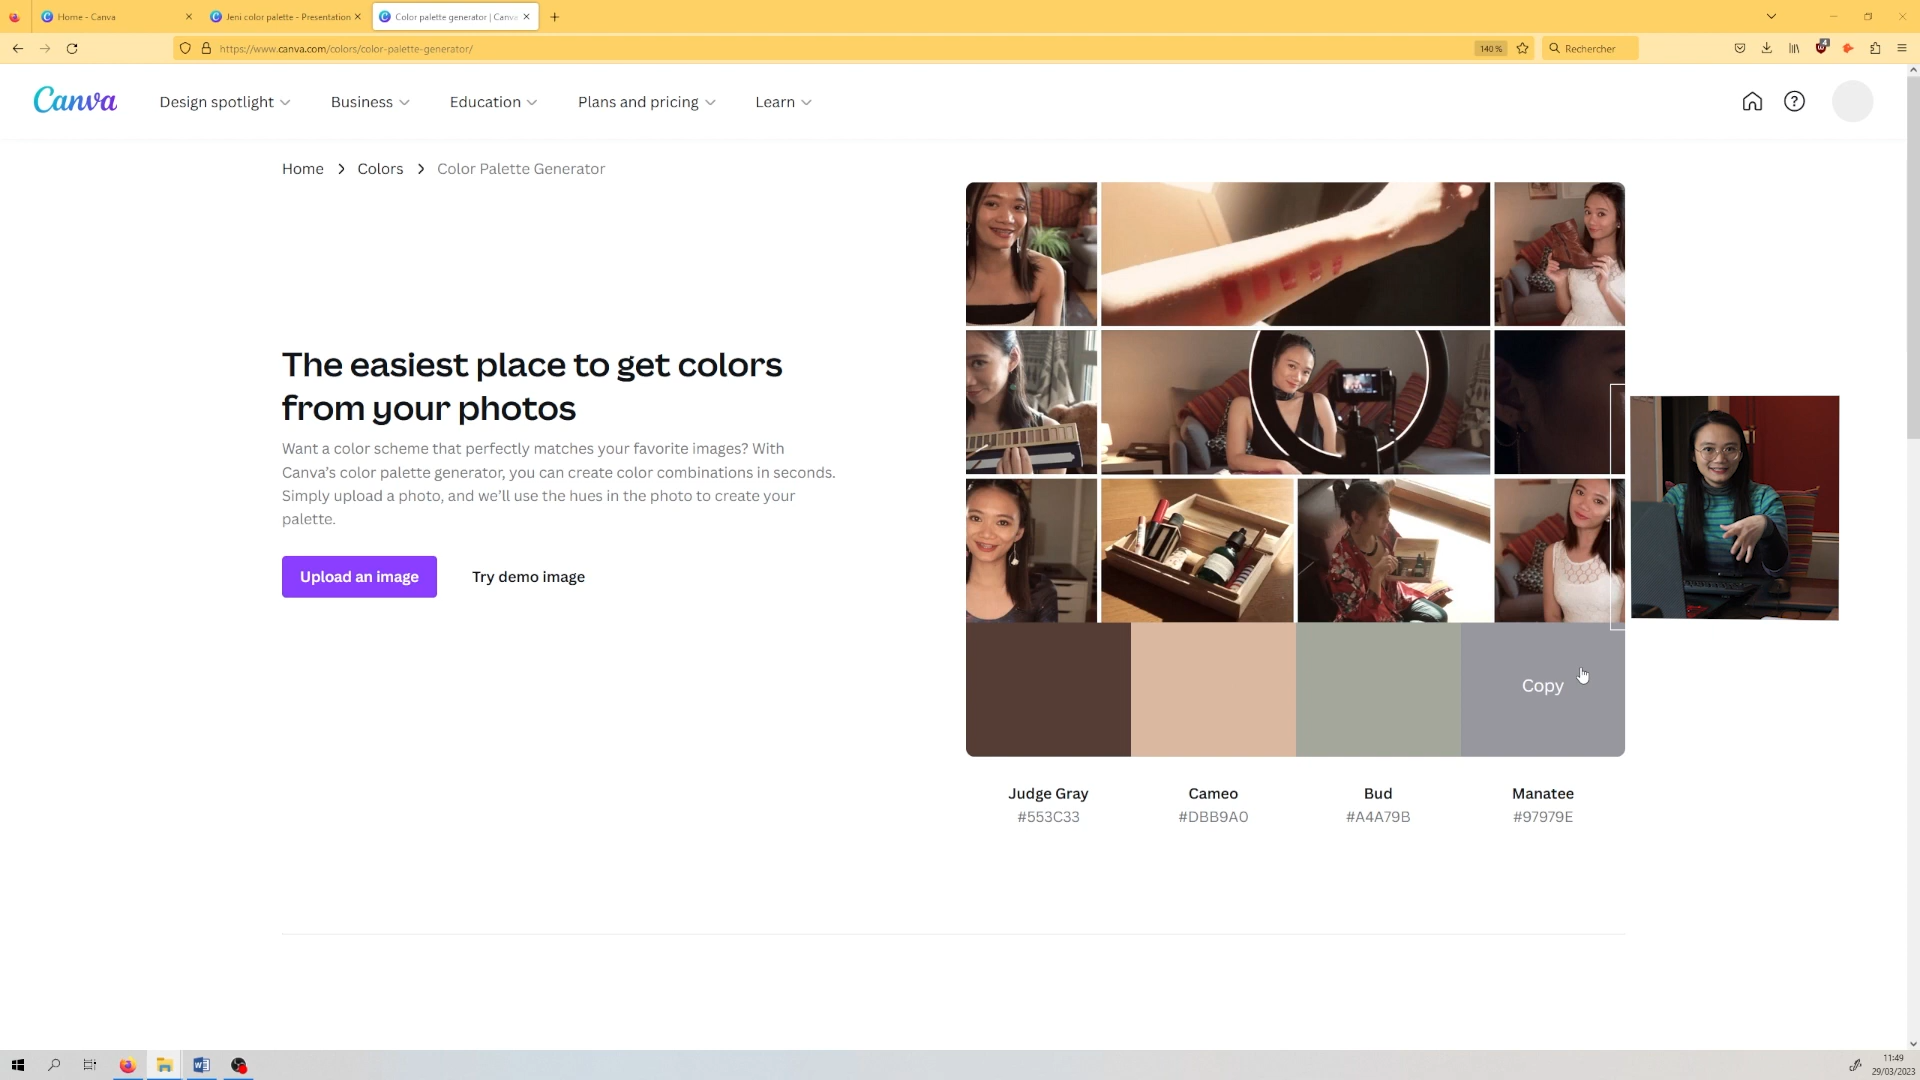 Home - Canva
Jeni color palette - Presentation
Color palette generator | Canva
https://www.canva.com/colors/color-palette-generator/
140 %
Rechercher
4
Canva
Design spotlight
Business
Education
Plans and pricing
Learn
Home
Colors
Color Palette Generator
The easiest place to get colors
from your photos
Want a color scheme that perfectly matches your favorite images? With
Canva’s color palette generator, you can create color combinations in seconds.
Simply upload a photo, and we’ll use the hues in the photo to create your
palette.
Upload an image
Try demo image
Copy
Judge Gray
Cameo
Bud
Manatee
#553C33
#DBB9A0
#A4A79B
#97979E
11:49
29/03/2023